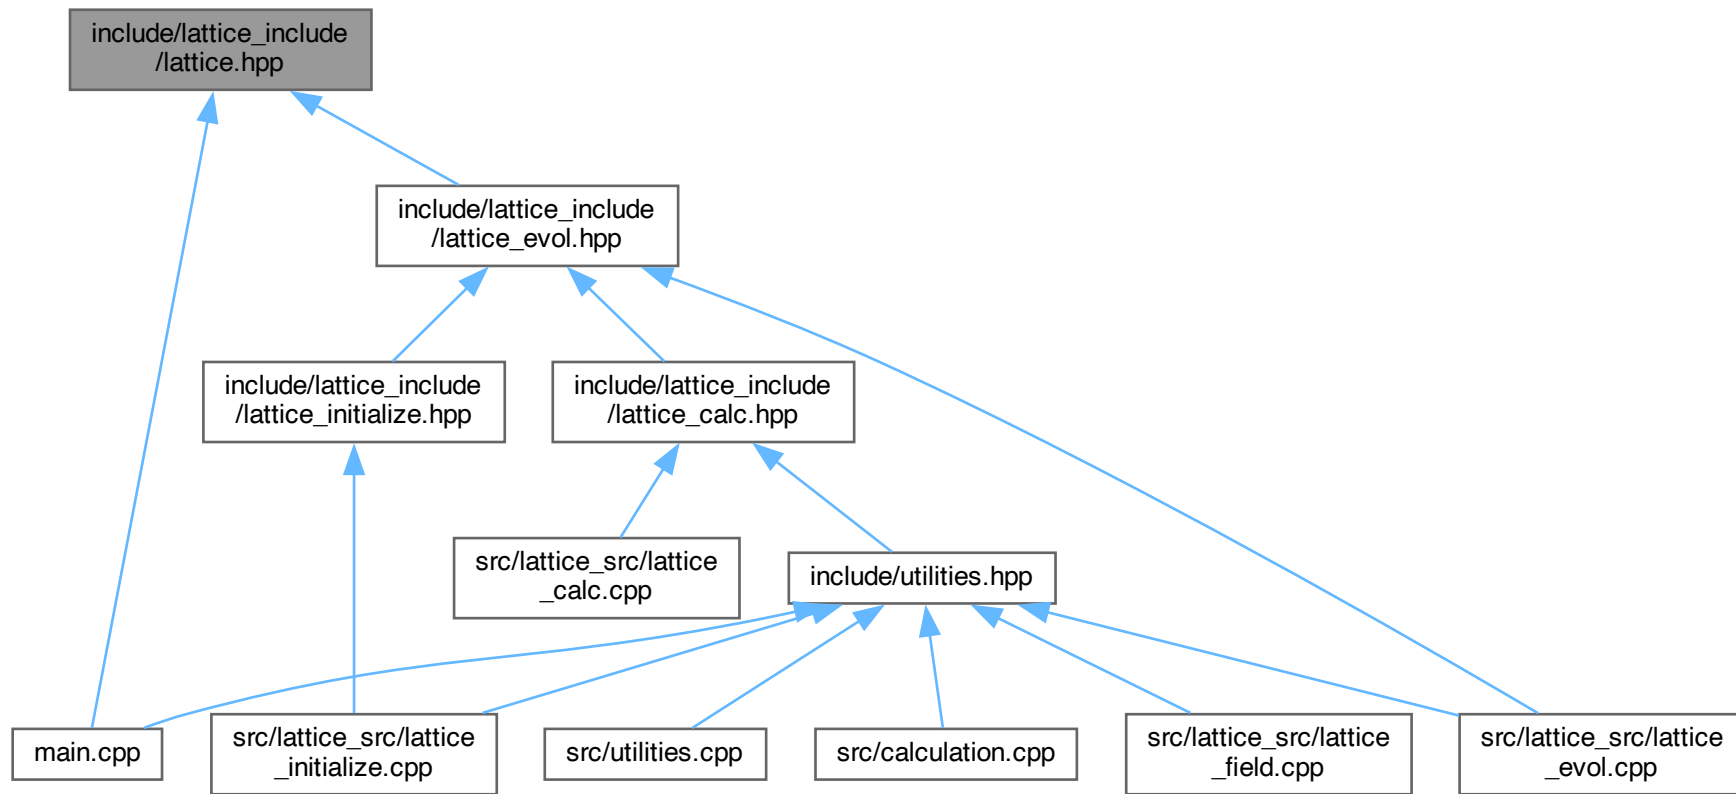 include/lattice_include
/lattice.hpp
include/lattice_include
/lattice_evol.hpp
include/lattice_include
/lattice_initialize.hpp
include/lattice_include
/lattice_calc.hpp
src/lattice_src/lattice
_calc.cpp
include/utilities.hpp
main.cpp
src/lattice_src/lattice
_initialize.cpp
src/utilities.cpp
src/calculation.cpp
src/lattice_src/lattice
_field.cpp
src/lattice_src/lattice
_evol.cpp